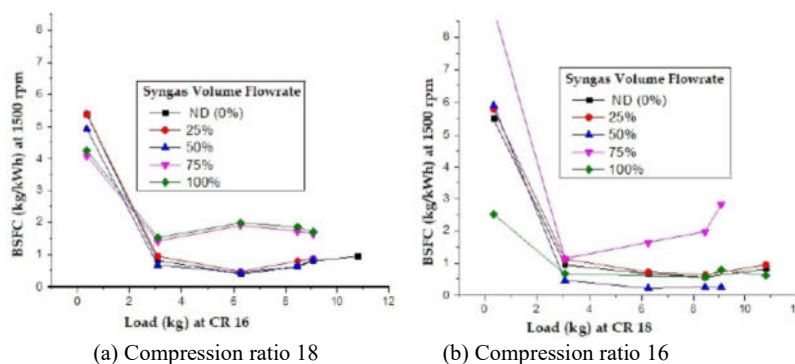 BSFC (kg/kWh) at 1500 rpm
8
7
6
5
4
3
2
1
0
Syngas Volume Flowrate
ND (0%)
25%
50%
75%
100%
0 2 4 6 8 10 12
Load (kg) at CR 16
BSFC (kg/kWh) at 1500 rpm
8
7
6
5
4
3
2
1
0
Syngas Volume Flowrate
ND (0%)
25%
50%
75%
100%
0 2 4 6 8 10 12
Load (kg) at CR 18
(a) Compression ratio 18 (b) Compression ratio 16